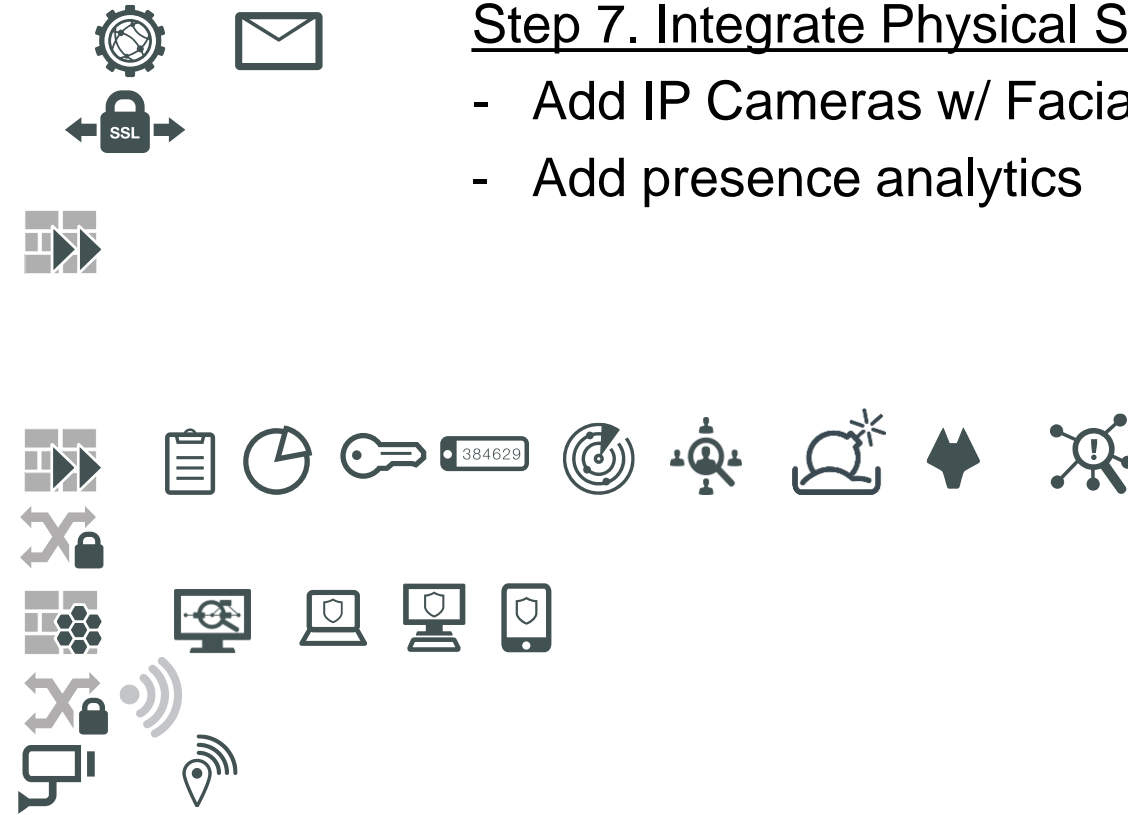 Step 7. Integrate Physical S
- Add IP Cameras w/ Facia
- Add presence analytics
SSL
384629